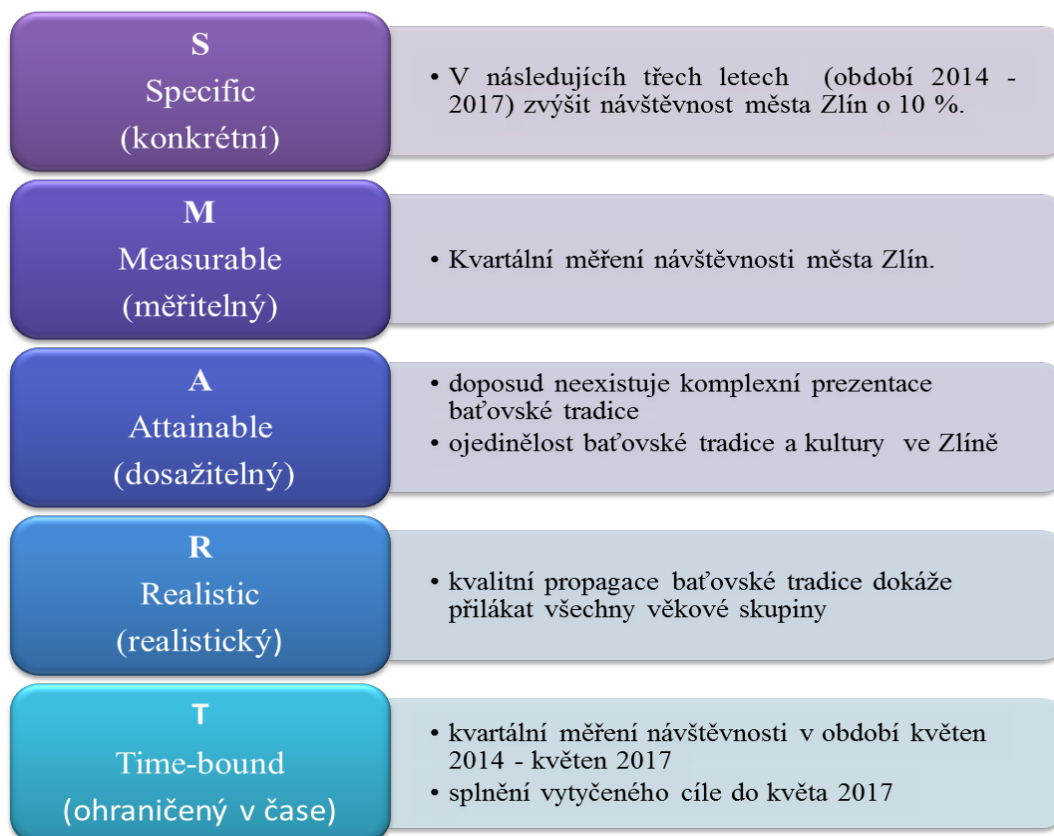 S
Specific
(konkrétní)
• V následujícíh třech letech (období 2014 -
2017) zvýšit návštěvnost města Zlín o 10 %.
M
Measurable
(měřitelný)
• Kvartální měření návštěvnosti města Zlín.
A
Attainable
(dosažitelný)
• doposud neexistuje komplexní prezentace
baťovské tradice
• ojedinělost baťovské tradice a kultury ve Zlíně
R
Realistic
(realistický)
• kvalitní propagace baťovské tradice dokáže
přilákat všechny věkové skupiny
T
Time-bound
(ohraničený v čase)
• kvartální měření návštěvnosti v období květen
2014 - květen 2017
• splnění vytyčeného cíle do května 2017